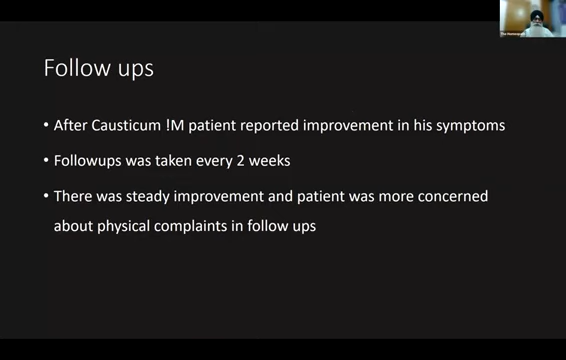 Follow ups
• After Causticum !M patient reported improvement in his symptoms
• Followups was taken every 2 weeks
• There was steady improvement and patient was more concerned
about physical complaints in follow ups